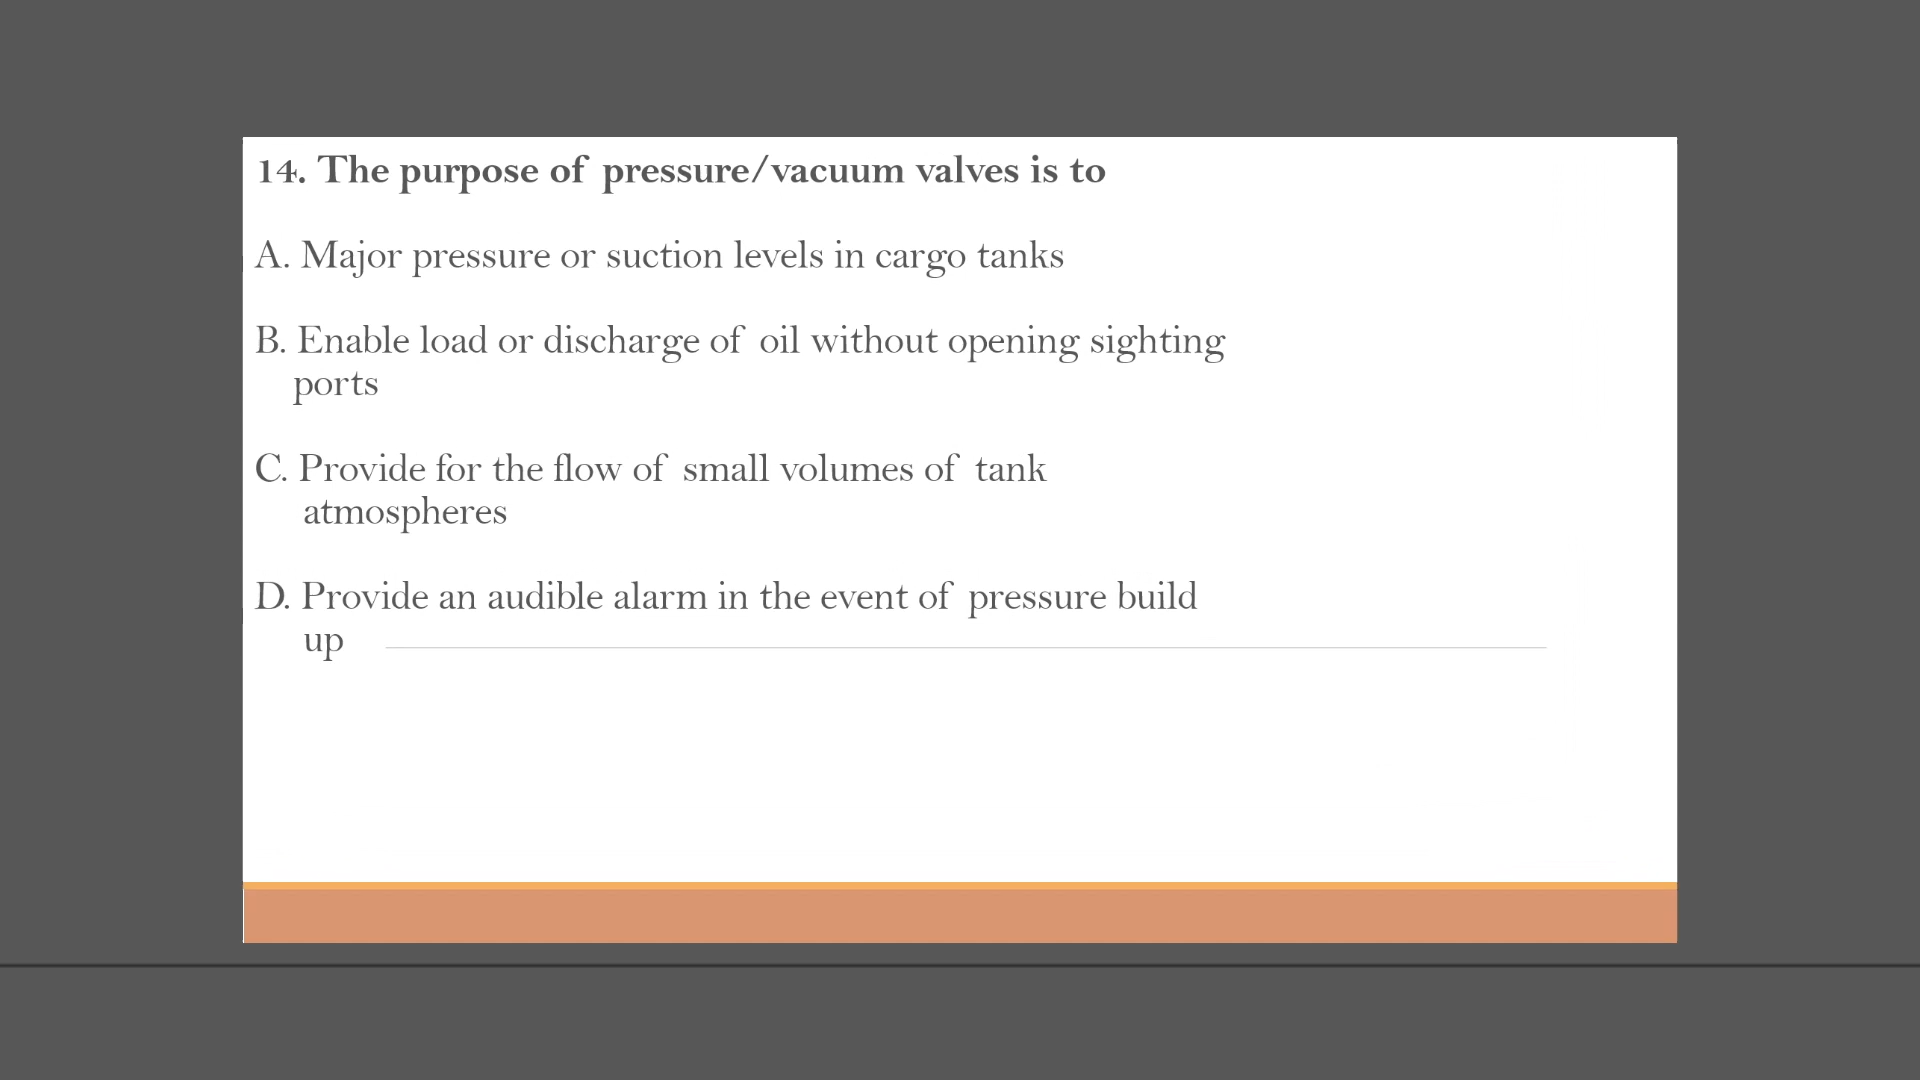 14. The purpose of pressure/vacuum valves is to
A. Major pressure or suction levels in cargo tanks
B. Enable load or discharge of oil without opening sighting
ports
C. Provide for the flow of small volumes of tank
atmospheres
D. Provide an audible alarm in the event of pressure build
up